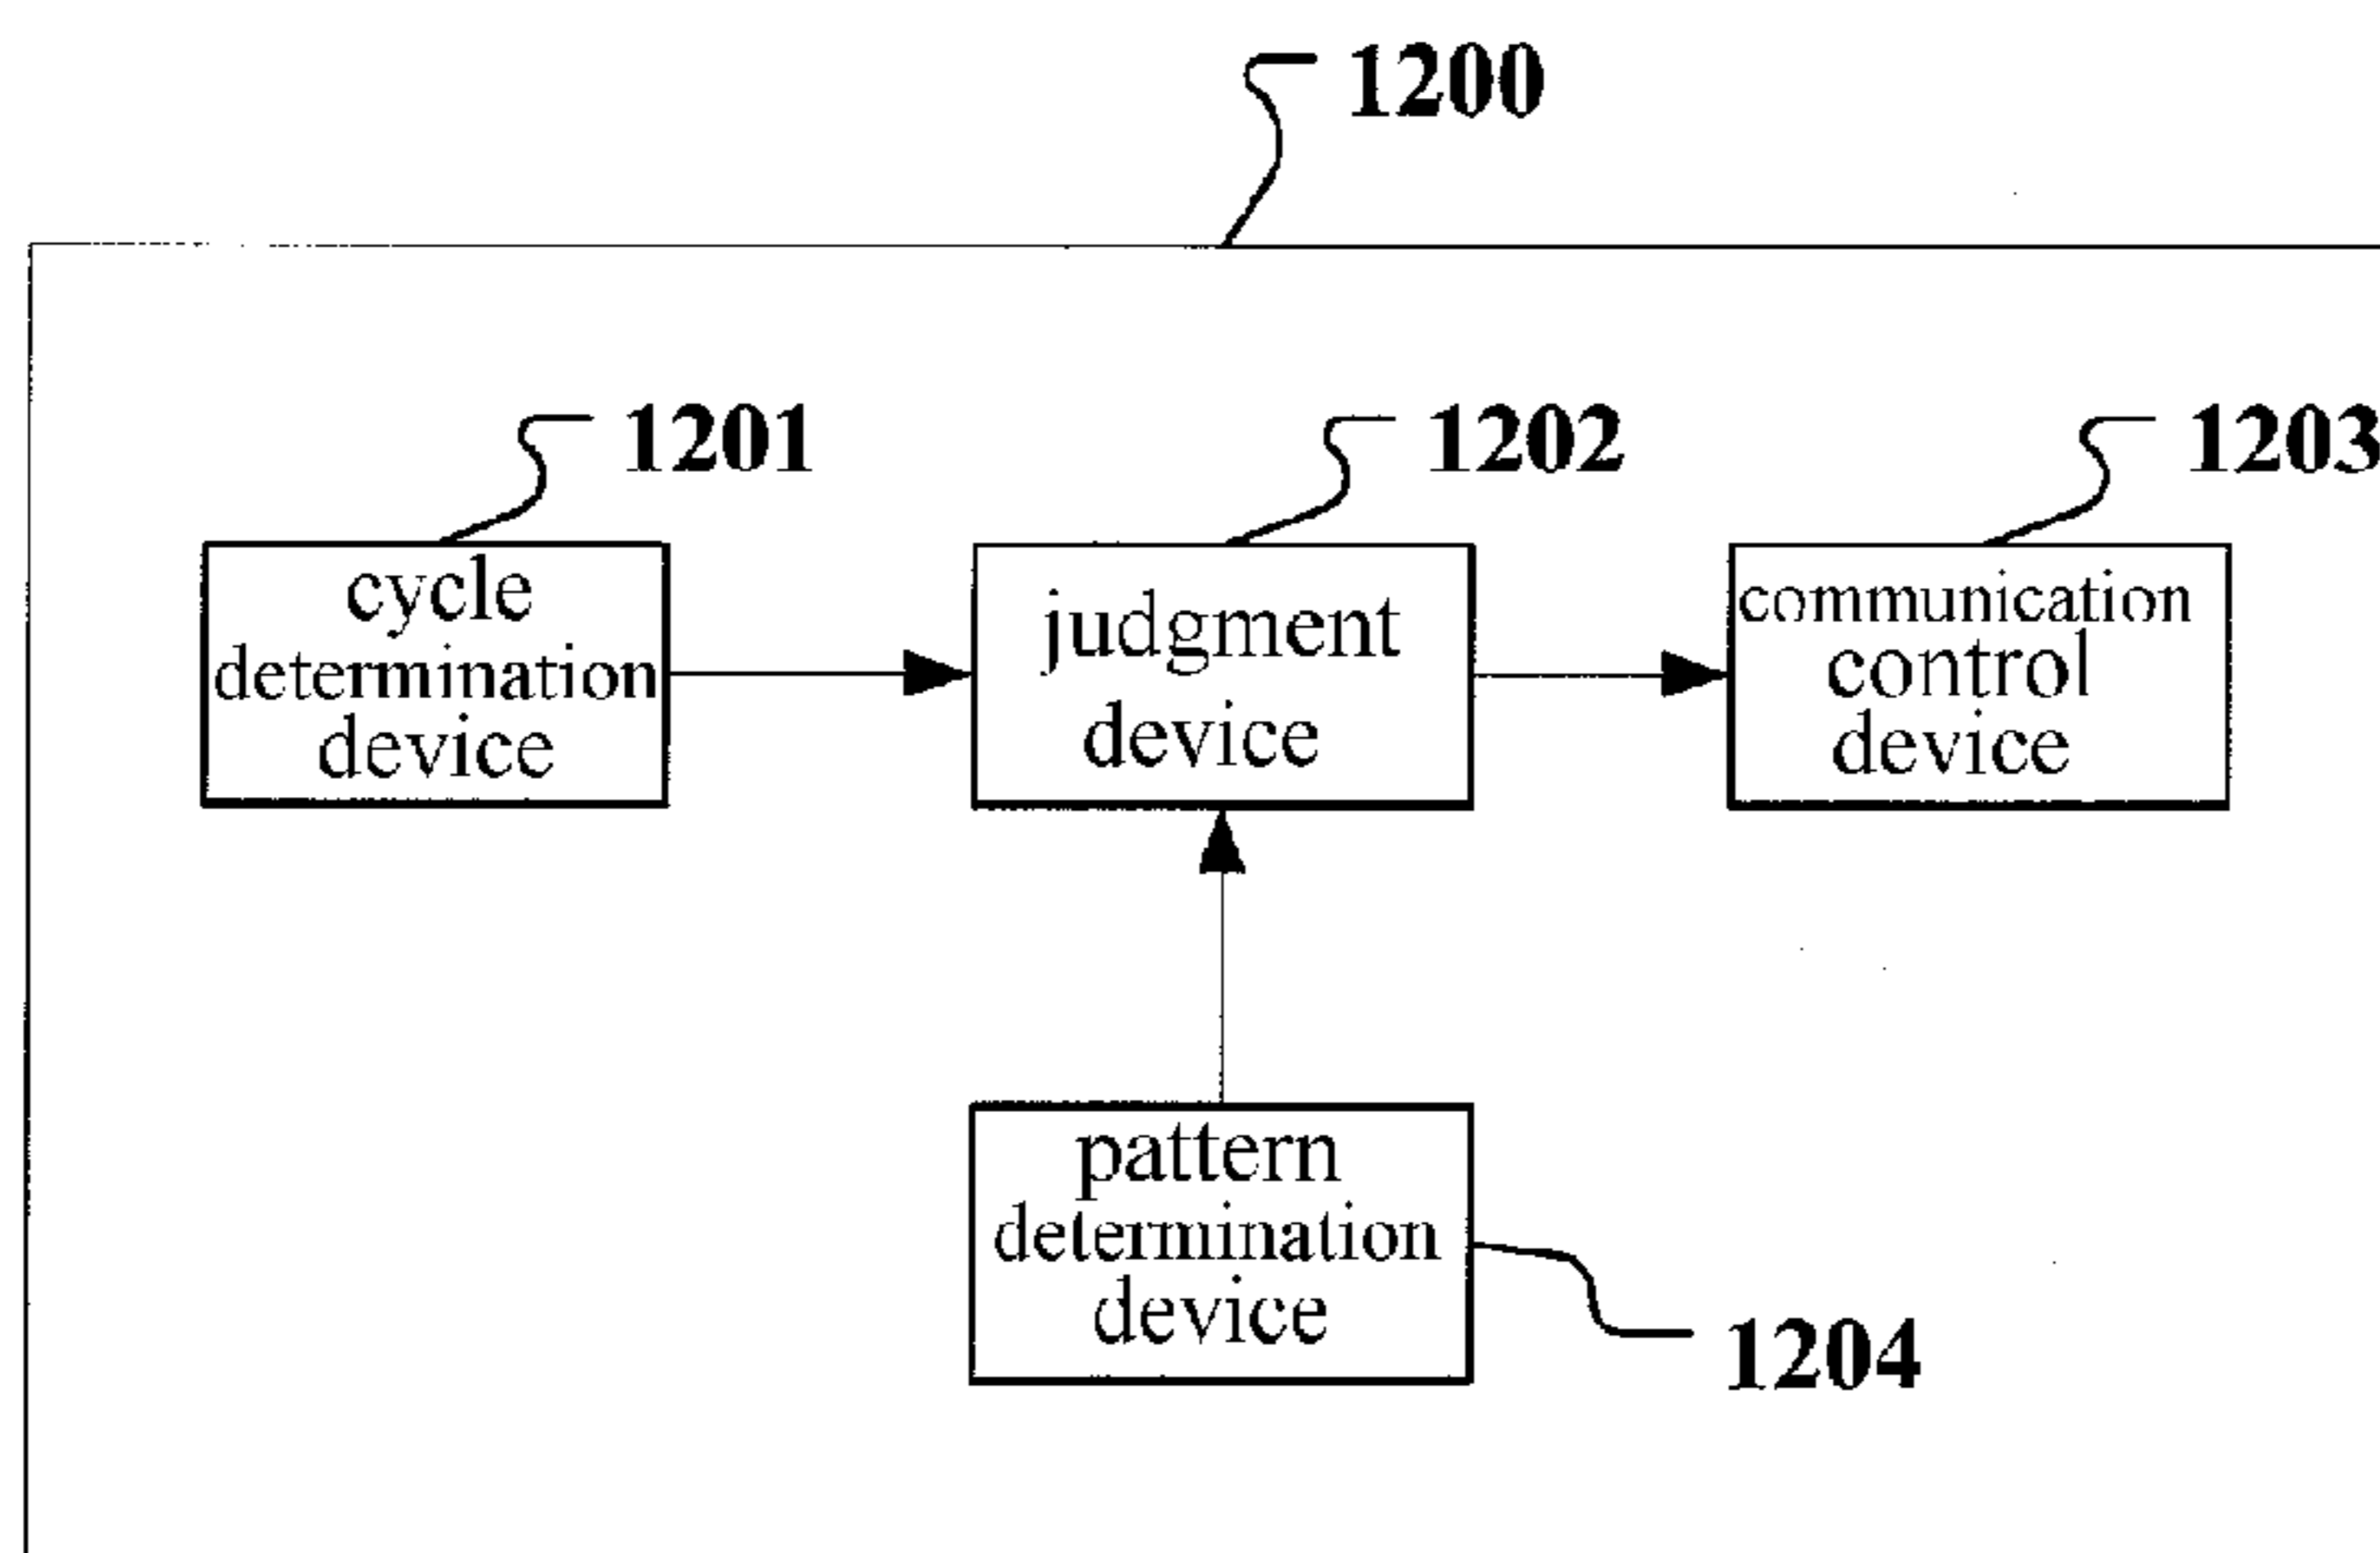 1200
1201
1202
1203
cycle
determination
device
judgment
device
communication
control
device
pattern
determination
device
1204